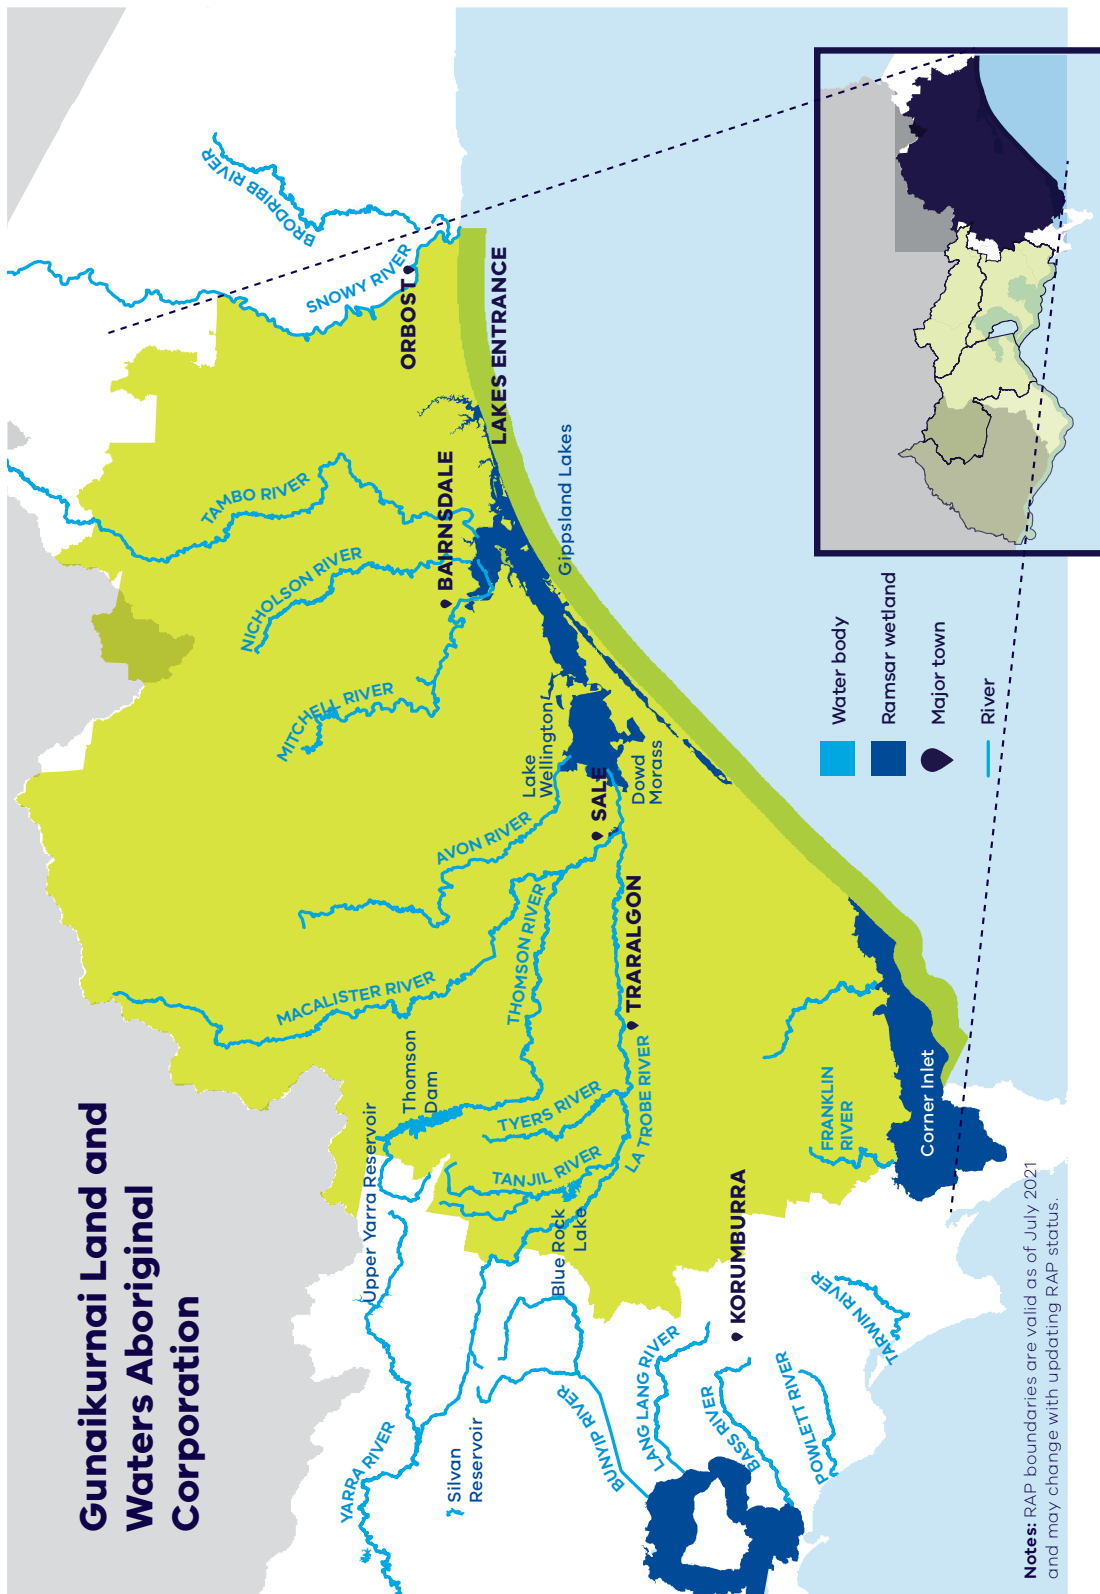 Gunaikurnai Land and
Waters Aboriginal
Corporation
BRODRIBB RIVER
SNOWY RIVER
ORBOST
LAKES ENTRANCE
TAMBO RIVER
BAIRNSDALE
Gippsland Lakes
NICHOLSON RIVER
MITCHELL RIVER
Lake
Wellington
SALE
Dowd
Morass
AVON RIVER
THOMSON RIVER
TRARALGON
MACALISTER RIVER
Thomson
Dam
Upper Yarra Reservoir
TYERS RIVER
LA TROBE RIVER
TANJIL RIVER
Blue Rock
Lake
FRANKLIN
RIVER
Corner Inlet
KORUMBURRA
TARWIN RIVER
POWLETT RIVER
BASS RIVER
LANG LANG RIVER
BUNYIP RIVER
Silvan
Reservoir
YARRA RIVER
Water body
Ramsar wetland
Major town
River
Notes: RAP boundaries are valid as of July 2021
and may change with updating RAP status.